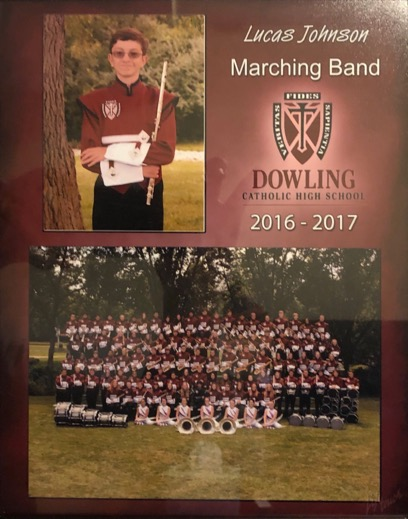 Lucas Johnson
Marching Band
FIDES
VERITAS
SAPIENTIA
DOWLING
CATHOLIC HIGH SCHOOL
2016 - 2017